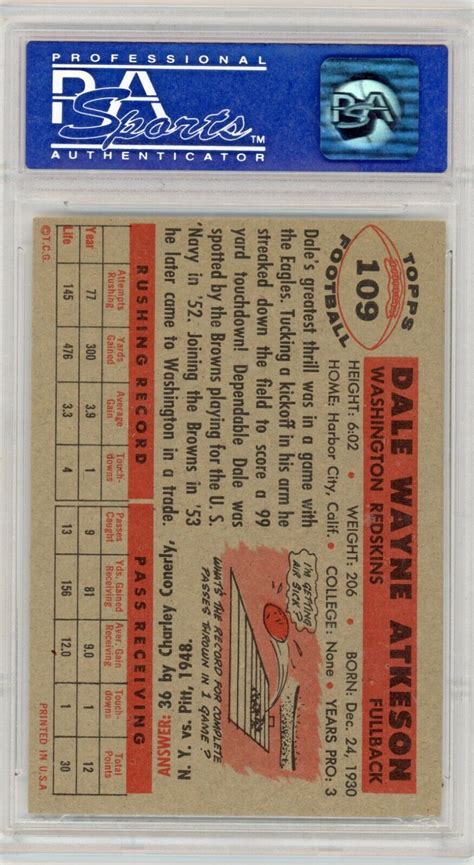 PROFESSIONAL
PSA
Sports™
AUTHENTICATOR
PSA
TOPPS
109
FOOTBALL
DALE WAYNE ATKESON
WASHINGTON REDSKINS
FULLBACK
HEIGHT: 6:02 • WEIGHT: 206 • BORN: Dec. 24, 1930
HOME: Harbor City, Calif. • COLLEGE: None • YEARS PRO: 3
Dale's greatest thrill was in a game with
the Eagles. Tucking a kickoff in his arm he
streaked down the field to score a 99
yard touchdown! Dependable Dale was
spotted by the Browns playing for the U. S.
Navy in '52. Joining the Browns in '53
he later came to Washington in a trade.
I'M GETTING
AIR SICK?
WHAT'S THE RECORD FOR COMPLETE
PASSES THROWN IN 1 GAME?
ANSWER: 36 by Charley Conerly,
N. Y. vs. Pitt, 1948.
RUSHING RECORD
PASS RECEIVING
Attempts Rushing Yards Gained Average Gain Touch-downs Passes Caught Yds. Gained Receiving Aver. Gain Receiving Touch-downs Total Points
Year 77 300 3.9 1 9 81 9.0 1 12
Life 145 476 3.3 4 13 156 12.0 1 30
©T.C.G.
PRINTED IN U.S.A